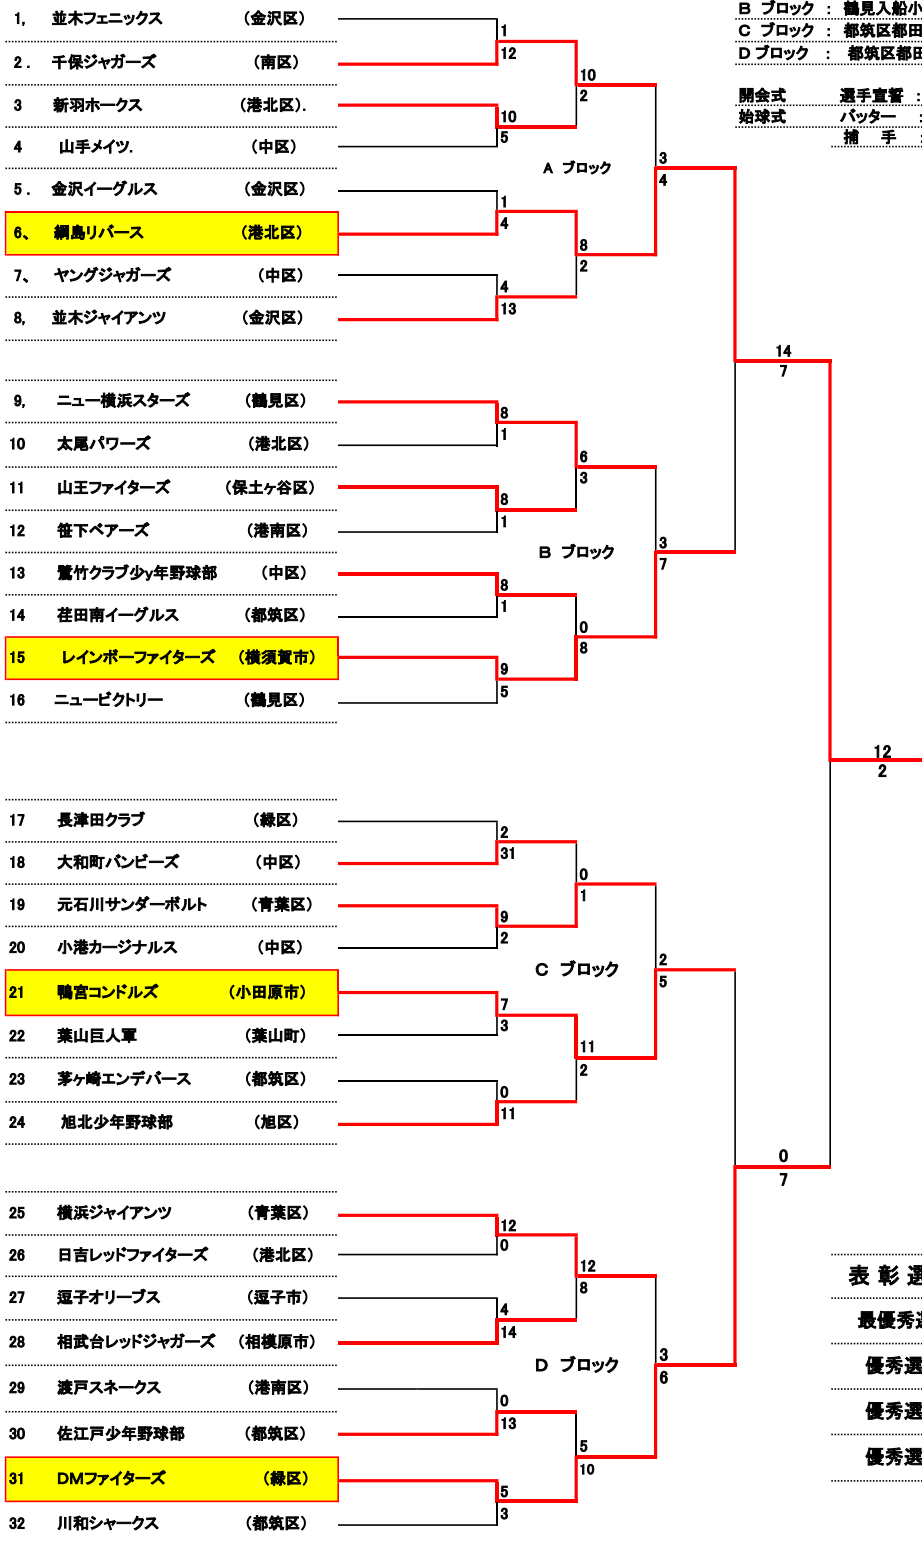 B ブロック : 鶴見入船小
C ブロック : 都筑区都田
D ブロック : 都筑区都田
開会式 選手宣誓 :
始球式 バッター :
捕 手 :
1, 並木フェニックス (金沢区)
1
12
2. 千保ジャガーズ (南区)
10
2
3 新羽ホークス (港北区).
10
5
4 山手メイツ. (中区)
A ブロック
3
4
5. 金沢イーグルス (金沢区)
1
4
6、 綱島リバース (港北区)
8
2
7、 ヤングジャガーズ (中区)
4
13
8, 並木ジャイアンツ (金沢区)
14
7
9, ニュー横浜スターズ (鶴見区)
8
1
10 太尾パワーズ (港北区)
6
3
11 山王ファイターズ (保土ヶ谷区)
8
1
12 笹下ベアーズ (港南区)
B ブロック
3
7
13 鷺竹クラブ少y年野球部 (中区)
8
1
14 荏田南イーグルス (都筑区)
0
8
15 レインボーファイターズ (横須賀市)
9
5
16 ニュービクトリー (鶴見区)
12
2
17 長津田クラブ (緑区)
2
31
18 大和町バンビーズ (中区)
0
1
19 元石川サンダーボルト (青葉区)
9
2
20 小港カージナルス (中区)
C ブロック
2
5
21 鴨宮コンドルズ (小田原市)
7
3
22 葉山巨人軍 (葉山町)
11
2
23 茅ヶ崎エンデバース (都筑区)
0
11
24 旭北少年野球部 (旭区)
0
7
25 横浜ジャイアンツ (青葉区)
12
0
26 日吉レッドファイターズ (港北区)
12
8
27 逗子オリーブス (逗子市)
4
14
28 相武台レッドジャガーズ (相模原市)
D ブロック
3
6
29 渡戸スネークス (港南区)
0
13
30 佐江戸少年野球部 (都筑区)
5
10
31 DMファイターズ (緑区)
5
3
32 川和シャークス (都筑区)
表 彰 選
最優秀選
優秀選
優秀選
優秀選